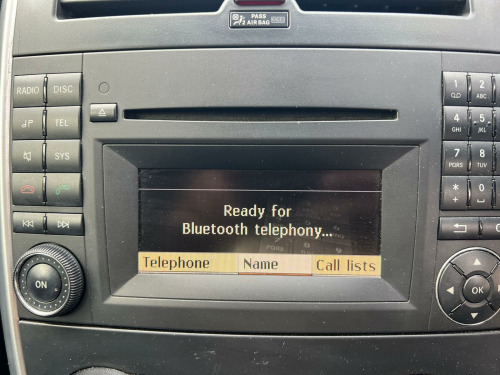 PASS
AIR BAG
RADIO DISC
TEL
SYS
ON
Ready for
Bluetooth telephony...
Telephone Name Call lists
1 2 ABC
4 GHI 5 JKL
7 PQRS 8 TUV
* + 0
OK